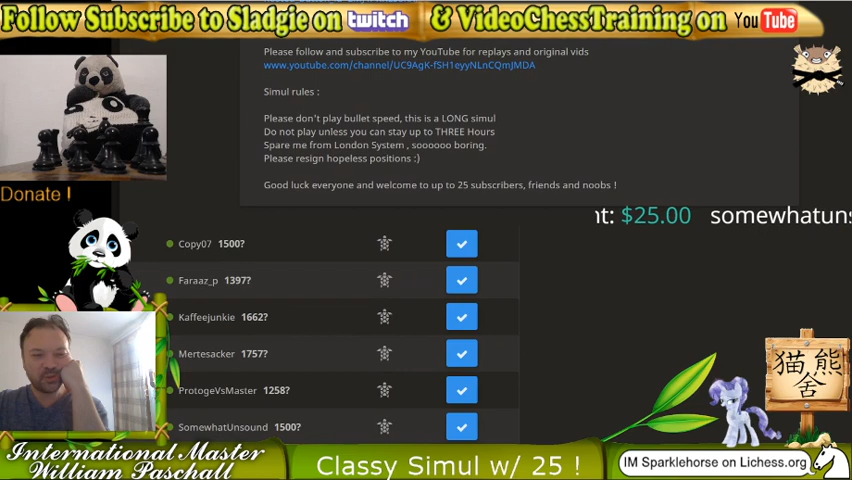 Follow Subscribe to Sladgie on twitch & VideoChessTraining on YouTube
Please follow and subscribe to my YouTube for replays and original vids
www.youtube.com/channel/UC9AgK-fSH1eyyNLnCQmJMDA
Simul rules :
Please don't play bullet speed, this is a LONG simul
Do not play unless you can stay up to THREE Hours
Spare me from London System , soooooo boring.
Please resign hopeless positions :)
Good luck everyone and welcome to up to 25 subscribers, friends and noobs !
Donate !
nt: $25.00 somewhatuns
Copy07 1500?
Faraaz_p 1397?
Kaffeejunkie 1662?
Mertesacker 1757?
ProtogeVsMaster 1258?
SomewhatUnsound 1500?
猫熊
舍
International Master
William Paschall
Classy Simul w/ 25 !
IM Sparklehorse on Lichess.org